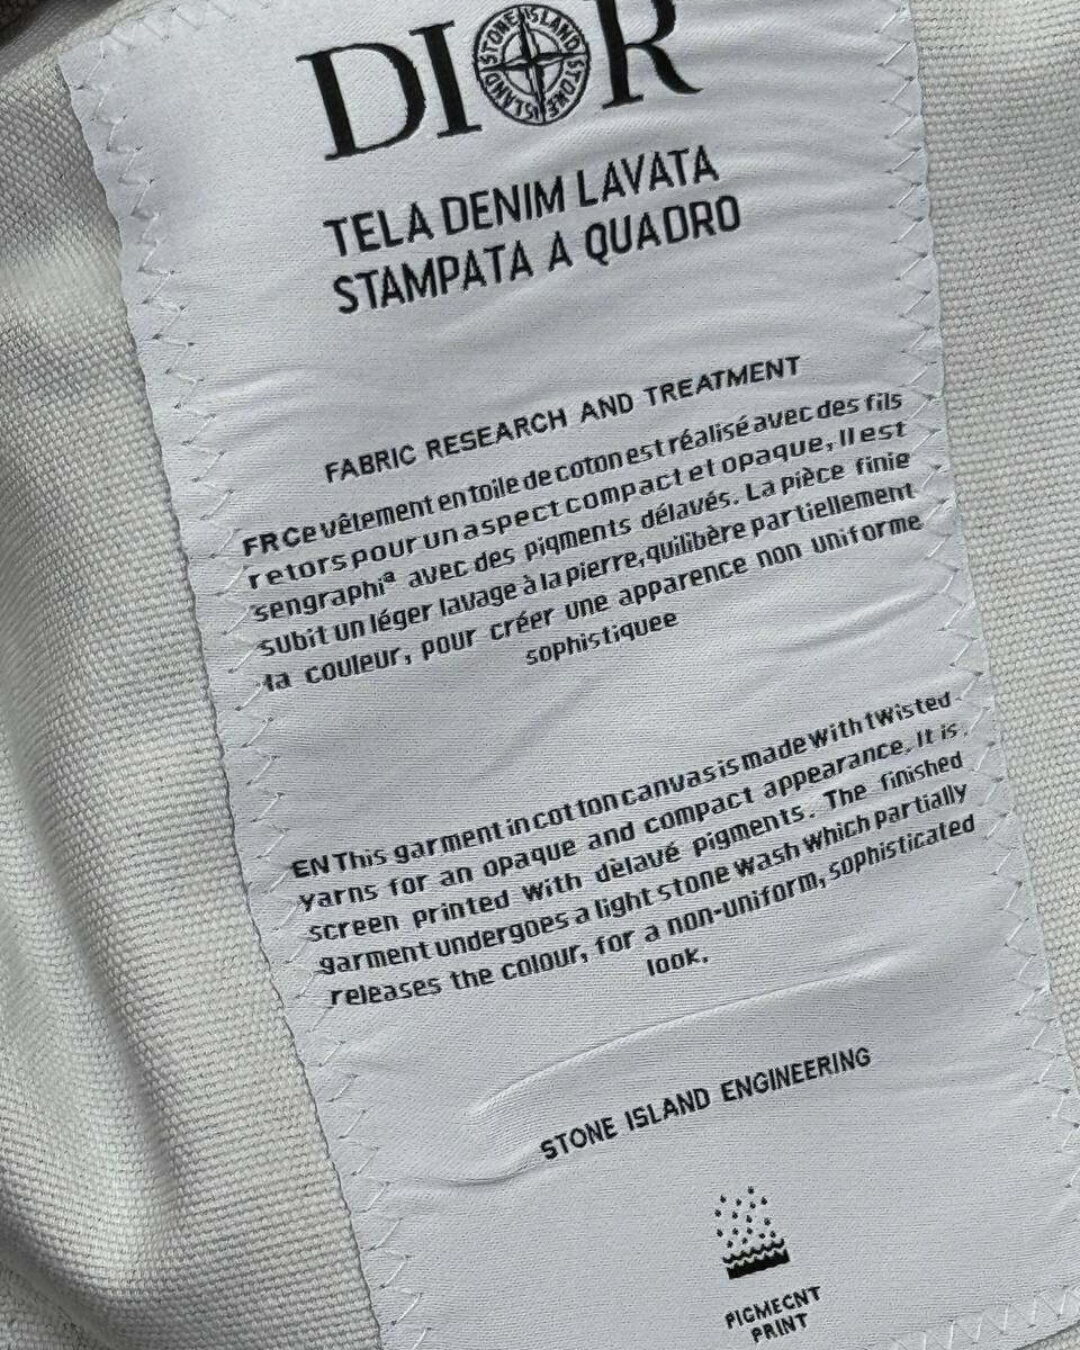 DIOR
STONE ISLAND STONE ISLAND
TELA DENIM LAVATA
STAMPATA A QUADRO
FABRIC RESEARCH AND TREATMENT
FR Ce vêlement en toile de coton est réalisé avec des fils
retors pour un aspect compact et opaque, Il est
sengraphiª avec des pigments délavés. La pièce finie
subit un léger lavage à la pierre, quilibère partiellement
la couleur, pour créer une apparence non uniforme
sophistiquee
EN This garment in cotton canvas is made with twisted
yarns for an opaque and compact appearance. It is
screen printed with dèlavé pigments. The finished
garment undergoes a light stone wash which partially
releases the colour, for a non-uniform, sophisticated
look.
STONE ISLAND ENGINEERING
PIGMECNT
PRINT